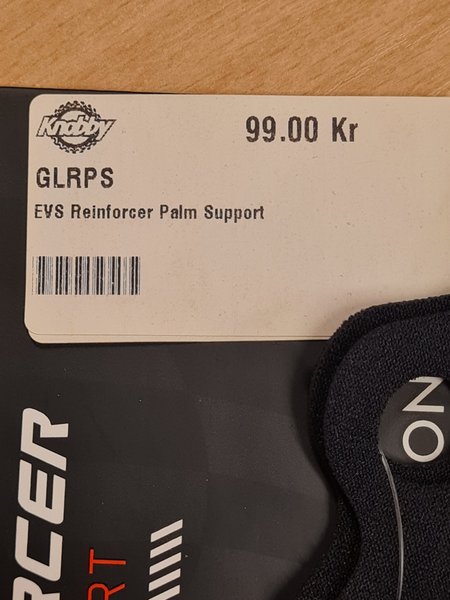 Knobby
99.00 Kr
GLRPS
EVS Reinforcer Palm Support
RCER
RT
ON